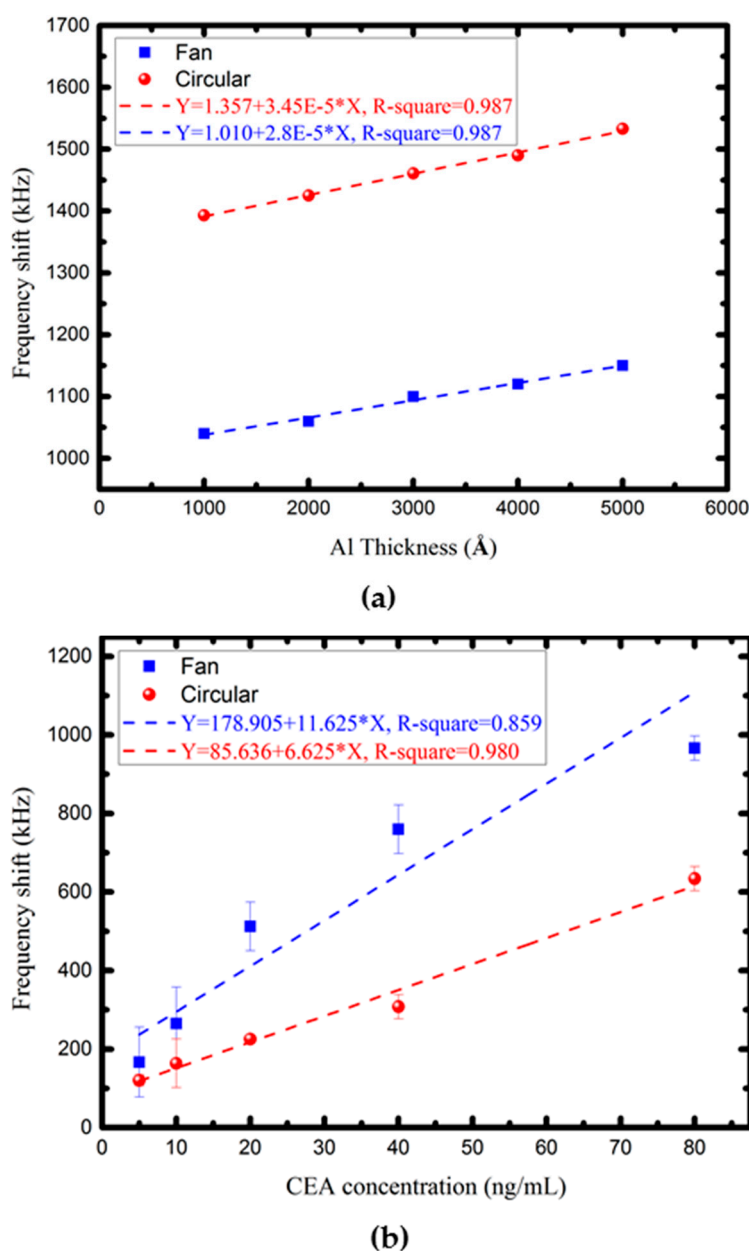 1700
1600
1500
1400
1300
1200
1100
1000
Frequency shift (kHz)
Fan
Circular
Y=1.357+3.45E-5*X, R-square=0.987
Y=1.010+2.8E-5*X, R-square=0.987
0 1000 2000 3000 4000 5000 6000
Al Thickness (Å)
(a)
1200
1000
800
600
400
200
0
Frequency shift (kHz)
Fan
Circular
Y=178.905+11.625*X, R-square=0.859
Y=85.636+6.625*X, R-square=0.980
0 10 20 30 40 50 60 70 80
CEA concentration (ng/mL)
(b)